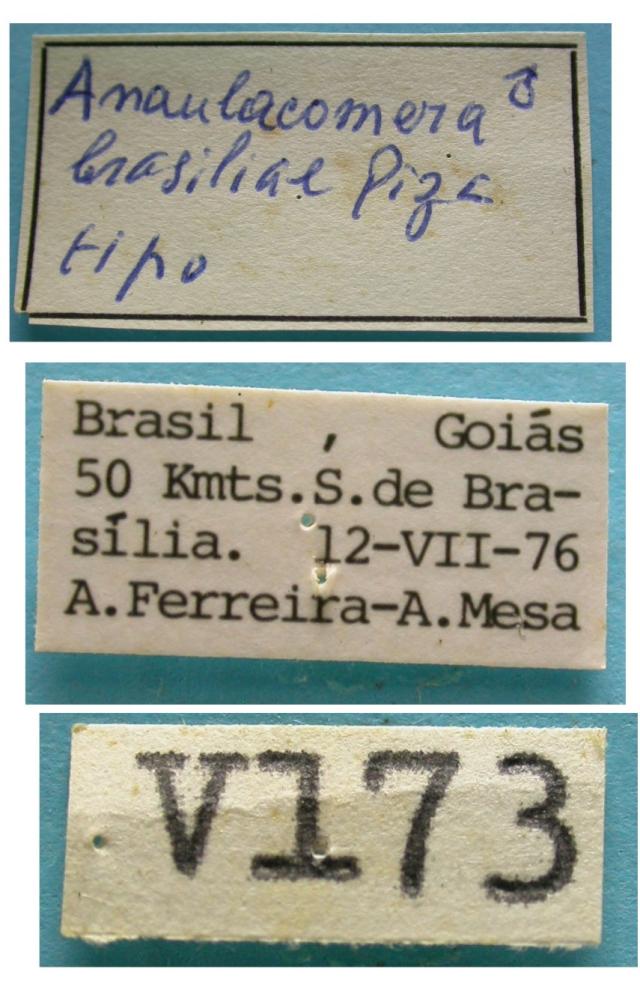 Anaulacomera ♂
brasiliae Piza
tipo
Brasil , Goiás
50 Kmts.S.de Bra-
sília. 12-VII-76
A.Ferreira-A.Mesa
V173